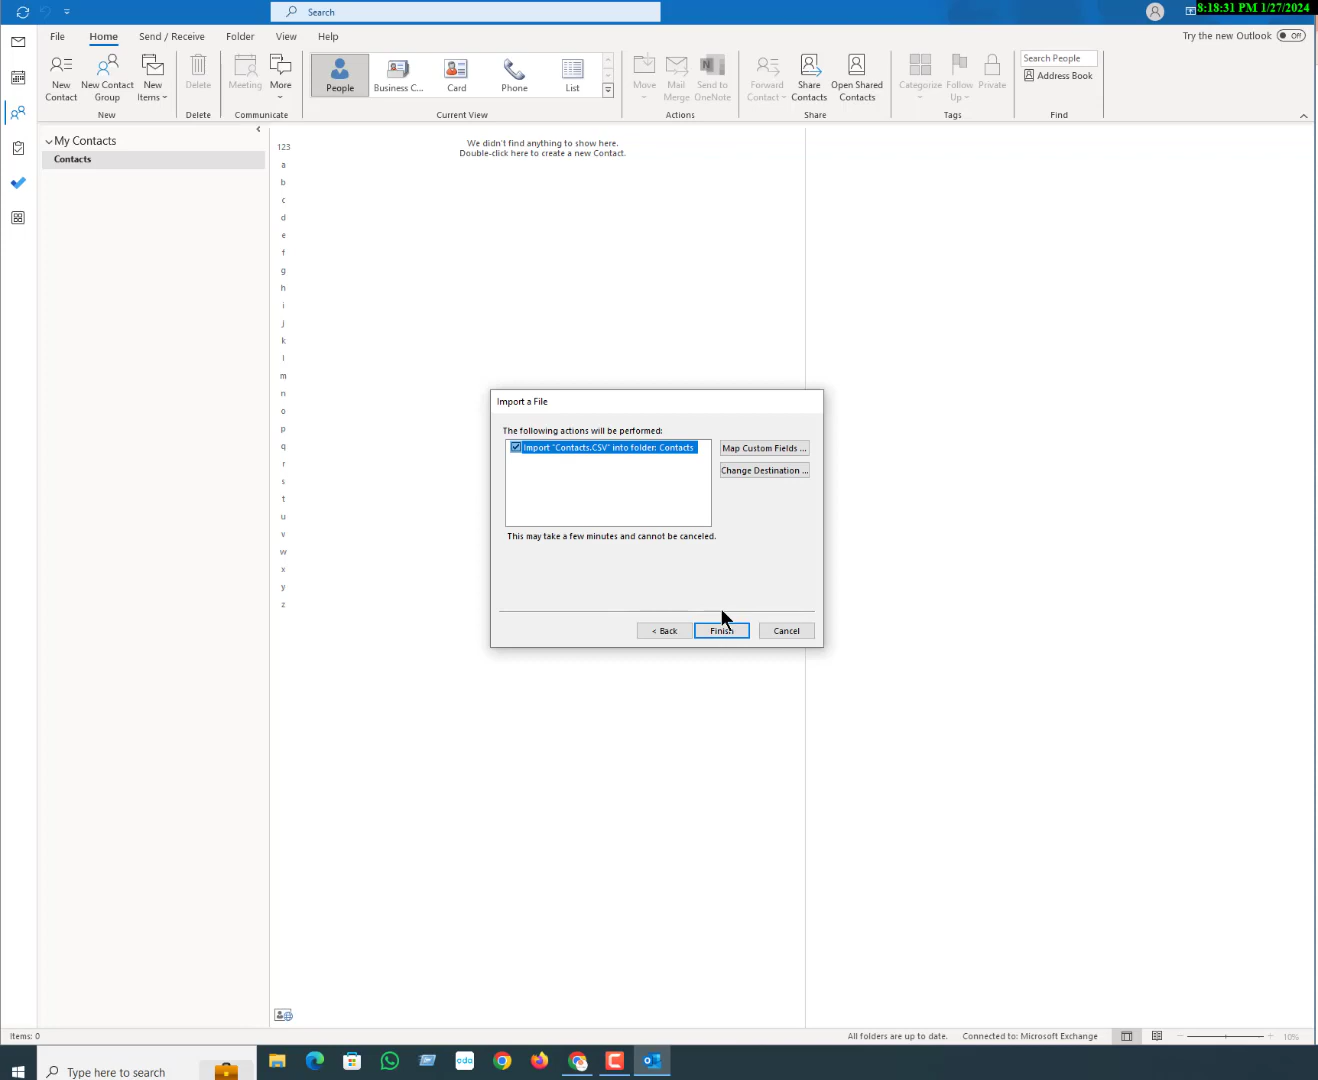 Search
8:18:31 PM 1/27/2024
File Home Send / Receive Folder View Help
Try the new Outlook Off
New Contact
New Contact Group
New Items
Delete
Meeting
More
People
Business C...
Card
Phone
List
Move
Mail Merge
Send to OneNote
Forward Contact
Share Contacts
Open Shared Contacts
Categorize
Follow Up
Private
Search People
Address Book
New
Delete
Communicate
Current View
Actions
Share
Tags
Find
My Contacts
Contacts
We didn't find anything to show here.
Double-click here to create a new Contact.
123
a
b
c
d
e
f
g
h
i
j
k
l
m
n
o
p
q
r
s
t
u
v
w
x
y
z
Import a File
The following actions will be performed:
Import "Contacts.CSV" into folder: Contacts
Map Custom Fields ...
Change Destination ...
This may take a few minutes and cannot be canceled.
< Back
Finish
Cancel
Items: 0
All folders are up to date.
Connected to: Microsoft Exchange
10%
Type here to search
oda